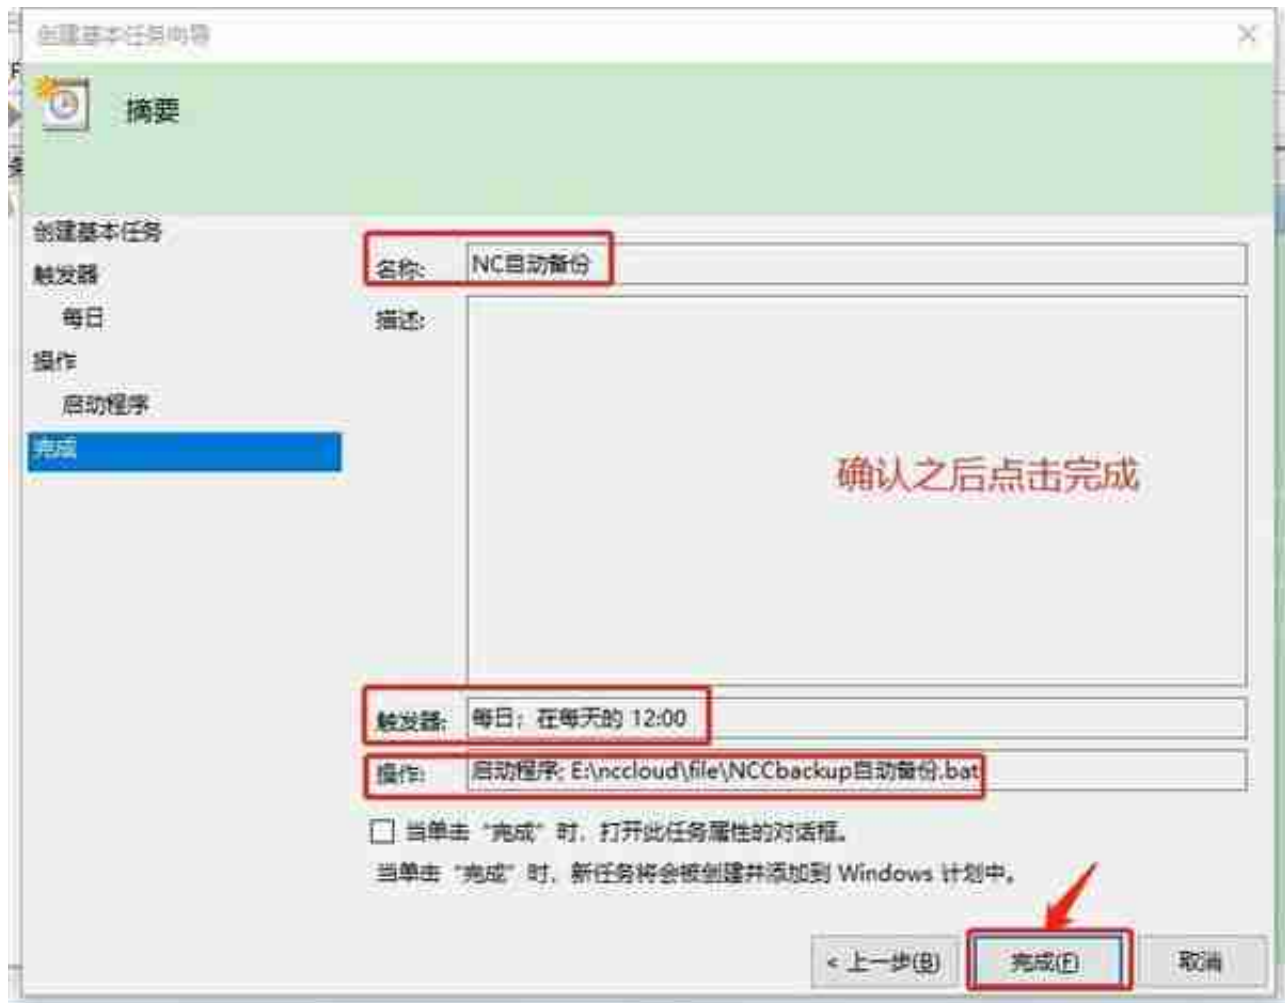 创建基本任务向导
摘要
创建基本任务
触发器
每日
操作
启动程序
完成
名称: NC自动备份
描述:
确认之后点击完成
触发器: 每日; 在每天的 12:00
操作: 启动程序; E:\nccloud\file\NCCbackup自动备份.bat
当单击“完成”时，打开此任务属性的对话框。
当单击“完成”时，新任务将会被创建并添加到 Windows 计划中。
< 上一步(B) 完成(F) 取消